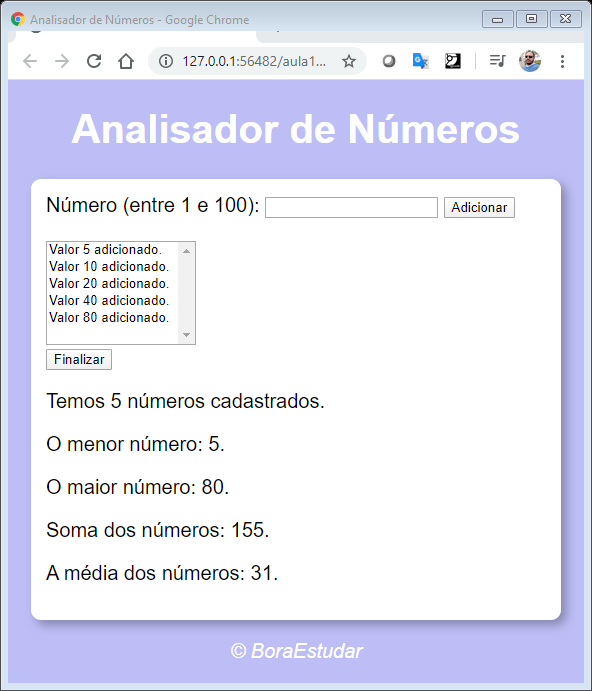 Analisador de Números - Google Chrome
127.0.0.1:56482/aula1...
Analisador de Números
Número (entre 1 e 100): Adicionar
Valor 5 adicionado.
Valor 10 adicionado.
Valor 20 adicionado.
Valor 40 adicionado.
Valor 80 adicionado.
Finalizar
Temos 5 números cadastrados.
O menor número: 5.
O maior número: 80.
Soma dos números: 155.
A média dos números: 31.
© BoraEstudar